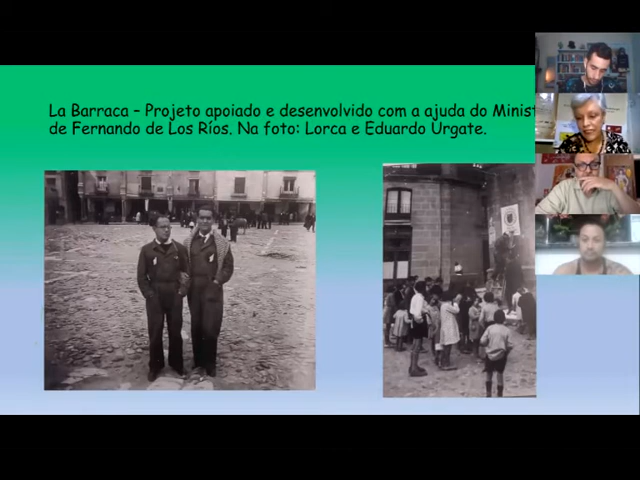 La Barraca – Projeto apoiado e desenvolvido com a ajuda do Minist
de Fernando de Los Ríos. Na foto: Lorca e Eduardo Urgate.